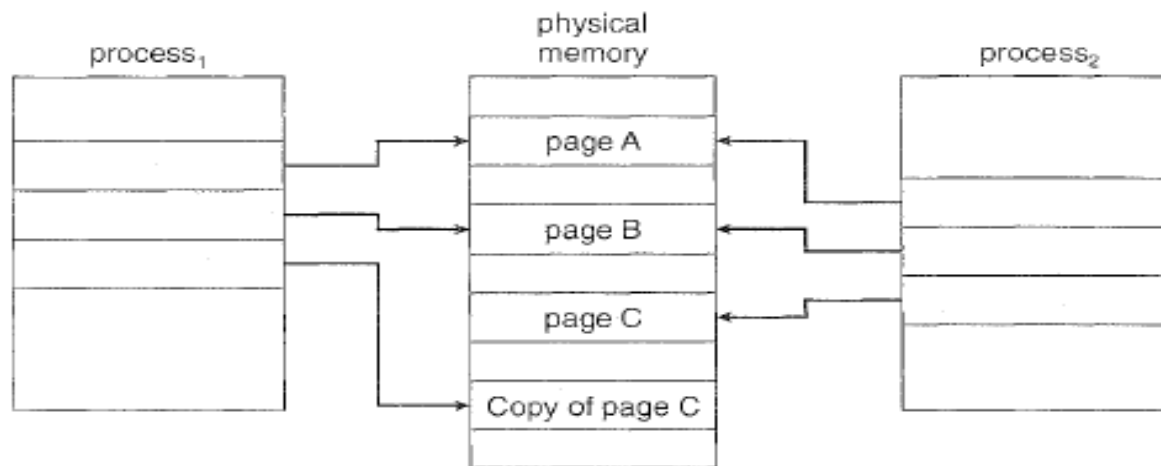 process₁
physical
memory
process₂
page A
page B
page C
Copy of page C